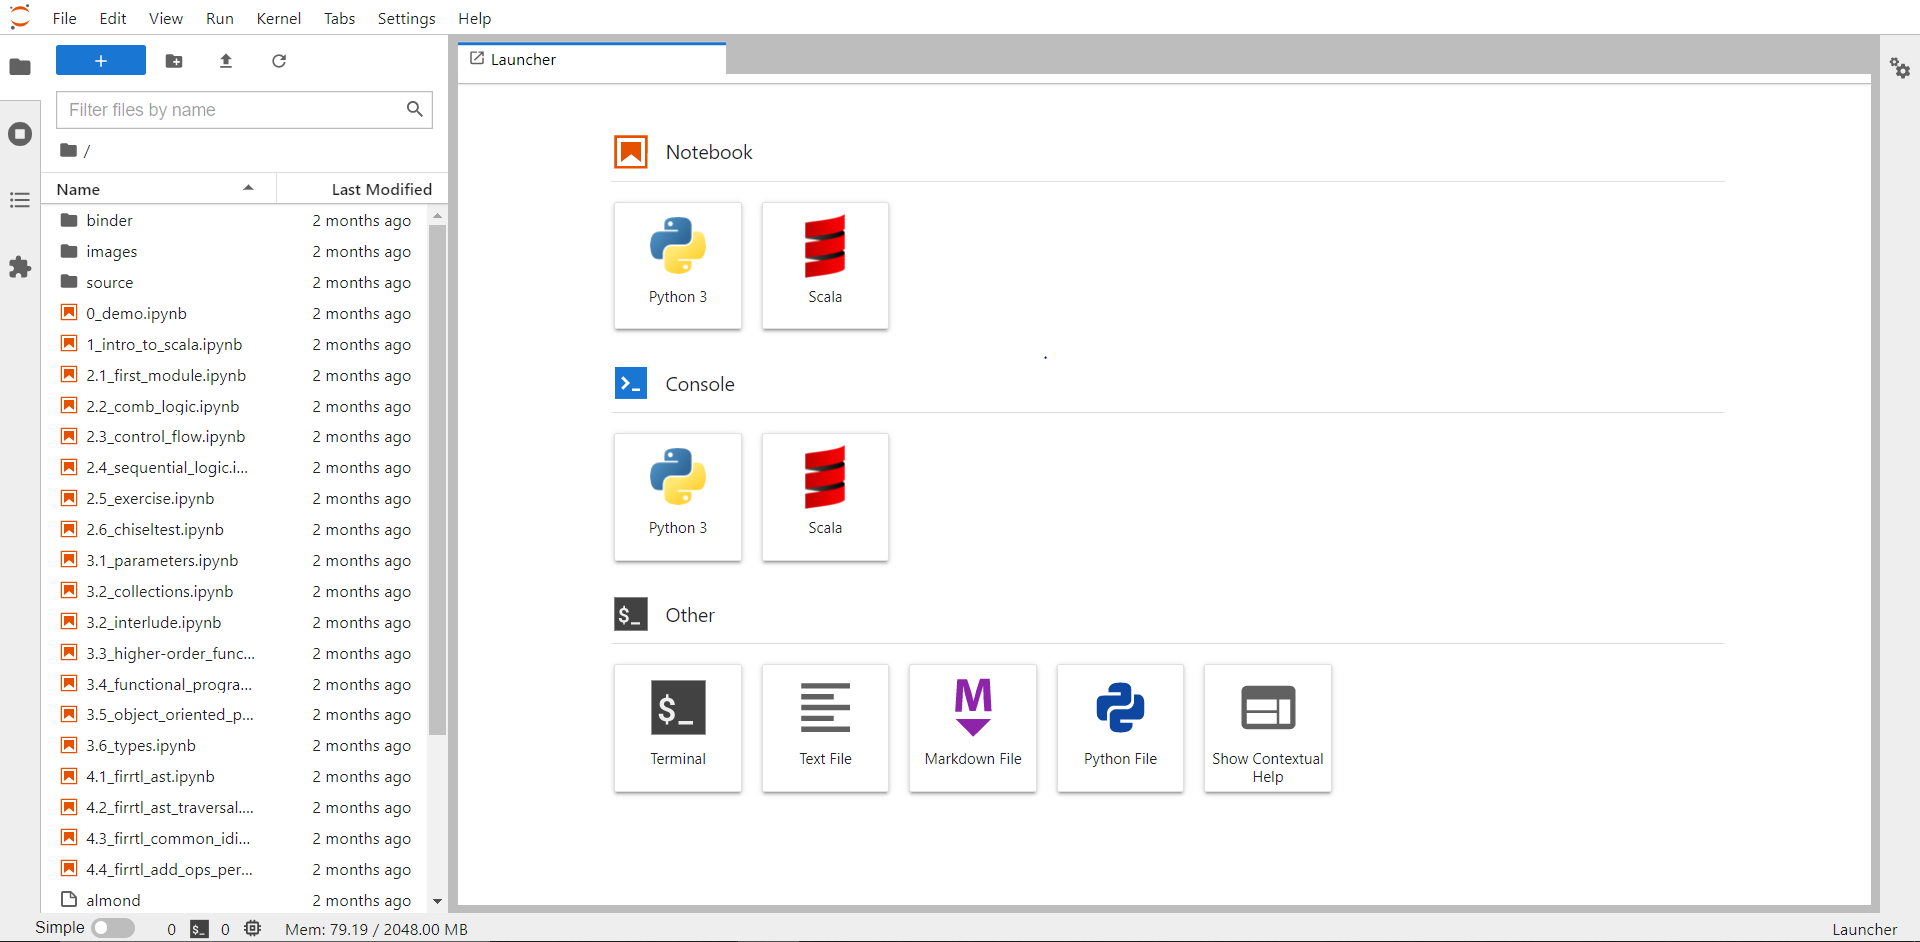 File Edit View Run Kernel Tabs Settings Help
+
Launcher
Filter files by name
/
Name Last Modified
binder 2 months ago
images 2 months ago
source 2 months ago
0_demo.ipynb 2 months ago
1_intro_to_scala.ipynb 2 months ago
2.1_first_module.ipynb 2 months ago
2.2_comb_logic.ipynb 2 months ago
2.3_control_flow.ipynb 2 months ago
2.4_sequential_logic.i... 2 months ago
2.5_exercise.ipynb 2 months ago
2.6_chiseltest.ipynb 2 months ago
3.1_parameters.ipynb 2 months ago
3.2_collections.ipynb 2 months ago
3.2_interlude.ipynb 2 months ago
3.3_higher-order_func... 2 months ago
3.4_functional_progra... 2 months ago
3.5_object_oriented_p... 2 months ago
3.6_types.ipynb 2 months ago
4.1_firrtl_ast.ipynb 2 months ago
4.2_firrtl_ast_traversal.... 2 months ago
4.3_firrtl_common_idi... 2 months ago
4.4_firrtl_add_ops_per... 2 months ago
almond 2 months ago
Notebook
Python 3 Scala
Console
Python 3 Scala
$_ Other
$_ M
Terminal Text File Markdown File Python File Show Contextual
Help
Simple 0 $_ 0 Mem: 79.19 / 2048.00 MB Launcher